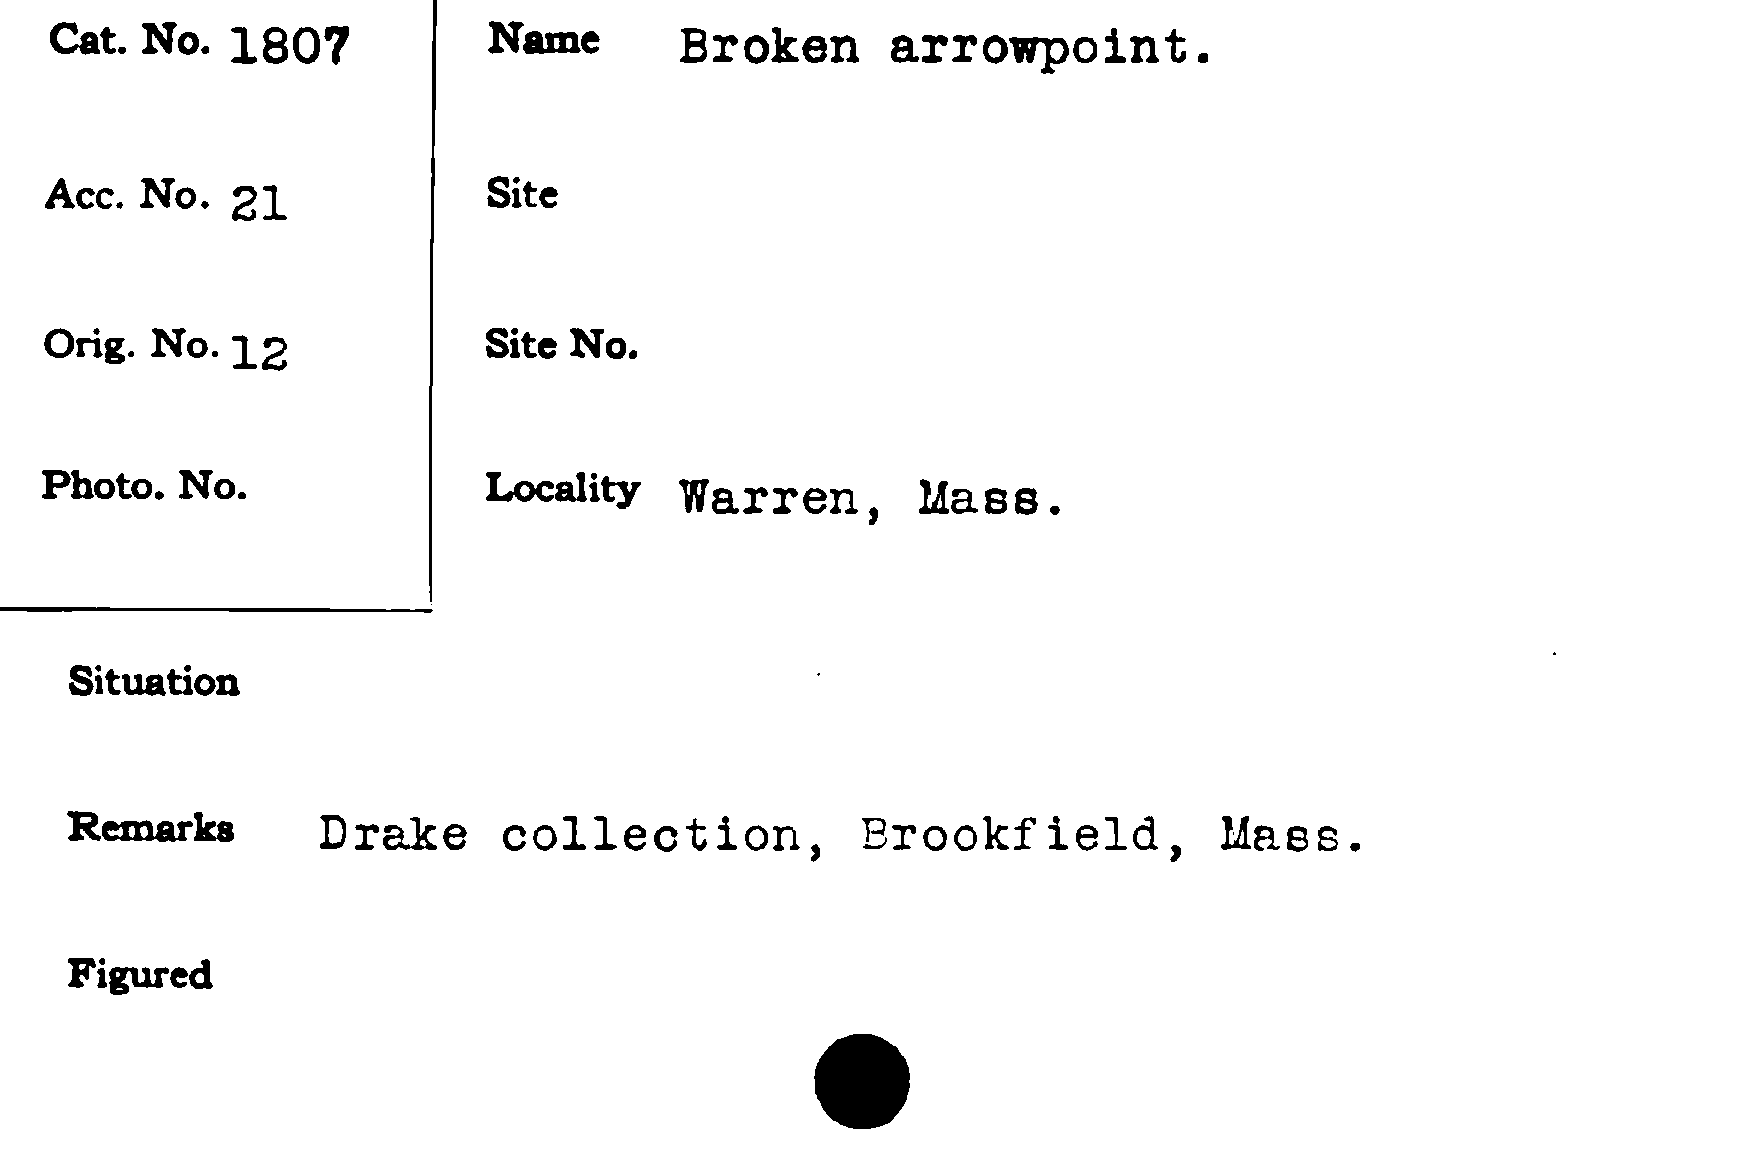 Cat. No. 1807
Name Broken arrowpoint.
Acc. No. 21
Site
Orig. No. 12
Site No.
Photo. No.
Locality Warren, Mass.
Situation
Remarks Drake collection, Brookfield, Mass.
Figured